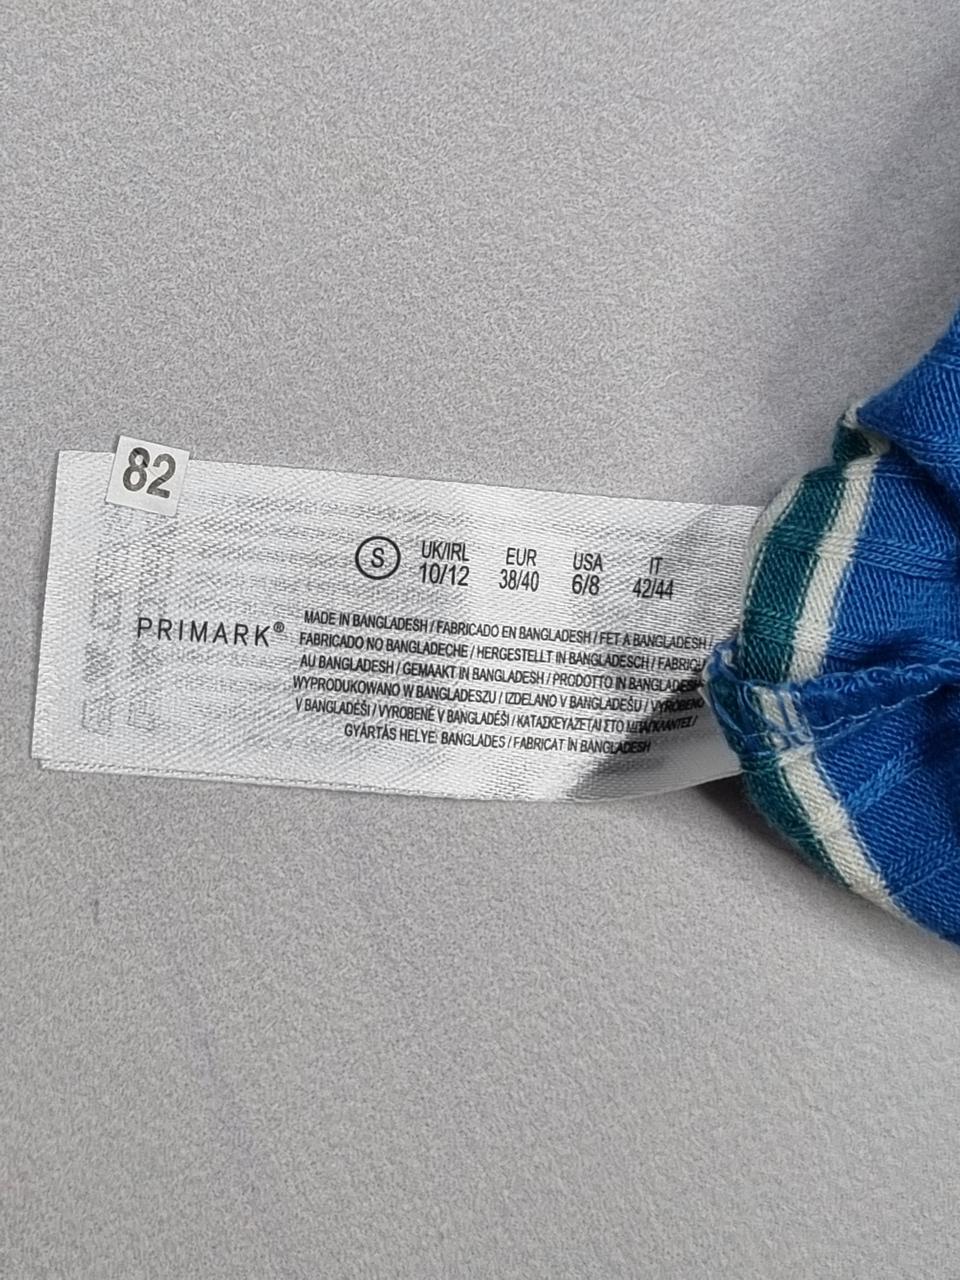 82
S
UK/IRL EUR USA IT
10/12 38/40 6/8 42/44
PRIMARK®
MADE IN BANGLADESH / FABRICADO EN BANGLADESH / FET A BANGLADESH /
FABRICADO NO BANGLADECHE / HERGESTELLT IN BANGLADESCH / FABRIQU
AU BANGLADESH / GEMAAKT IN BANGLADESH / PRODOTTO IN BANGLADESH
WYPRODUKOWANO W BANGLADESZU / IZDELANO V BANGLADEŠU / VYROBENO
V BANGLADÉŠI / VYROBENÉ V BANGLADÉŠI / ΚΑΤΑΣΚΕΥΑΖΕΤΑΙ ΣΤΟ ΜΠΑΓΚΛΑΝΤΕΣ /
GYÁRTÁS HELYE: BANGLADES / FABRICAT ÎN BANGLADESH